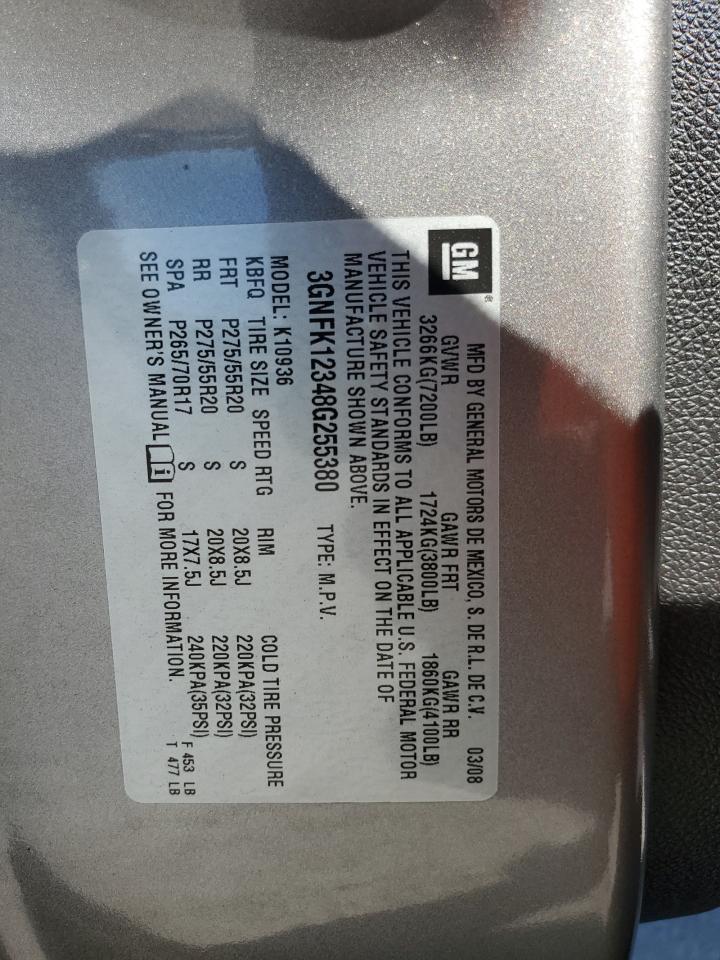 GM ®
MFD BY GENERAL MOTORS DE MEXICO, S. DE R.L. DE C.V. 03/08
GVWR GAWR FRT GAWR RR
3266KG(7200LB) 1724KG(3800LB) 1860KG(4100LB)
THIS VEHICLE CONFORMS TO ALL APPLICABLE U.S. FEDERAL MOTOR
VEHICLE SAFETY STANDARDS IN EFFECT ON THE DATE OF
MANUFACTURE SHOWN ABOVE.
3GNFK12348G255380 TYPE: M.P.V.
MODEL: K10936
KBFQ TIRE SIZE SPEED RTG RIM COLD TIRE PRESSURE
FRT P275/55R20 S 20X8.5J 220KPA(32PSI)
RR P275/55R20 S 20X8.5J 220KPA(32PSI)
SPA P265/70R17 S 17X7.5J 240KPA(35PSI)
SEE OWNER'S MANUAL i FOR MORE INFORMATION.
F 453 LB
T 477 LB